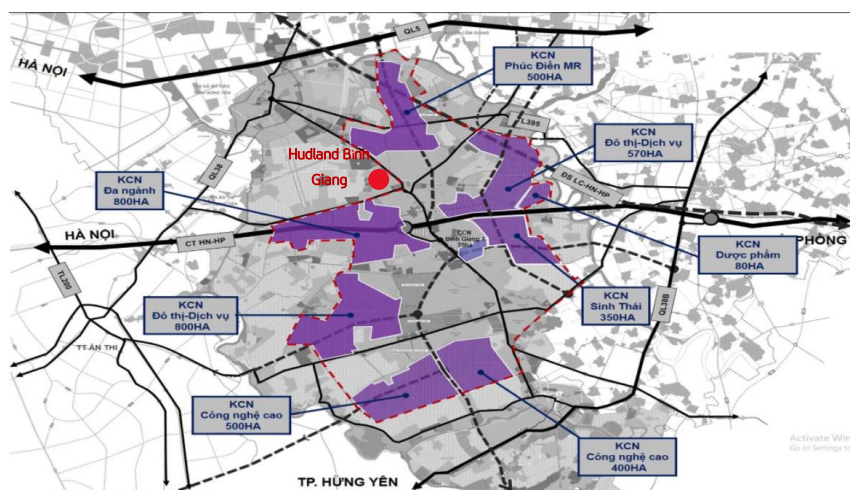 QL5
HÀ NỘI
KCN
Phúc Điền MR
500HA
L395
KCN
Đô thị-Dịch vụ
570HA
Hudland Bình
Giang
QL38
KCN
Đa ngành
800HA
ĐS LC-HN-HP
HÀ NỘI
CT HN-HP
CCN
Bình Giang 1
PHÒNG
KCN
Dược phẩm
80HA
TL200
KCN
Đô thị-Dịch vụ
800HA
KCN
Sinh Thái
350HA
QL38B
TT ÂN THI
KCN
Công nghệ cao
500HA
KCN
Công nghệ cao
400HA
TP. HƯNG YÊN
Activate Win
Go to Settings t